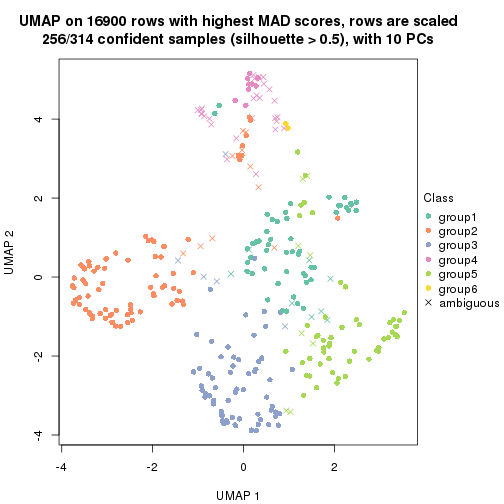 UMAP on 16900 rows with highest MAD scores, rows are scaled
256/314 confident samples (silhouette > 0.5), with 10 PCs
Class
group1
group2
group3
group4
group5
group6
ambiguous
UMAP 2
4
2
0
-2
-4
-4
-2
0
2
UMAP 1